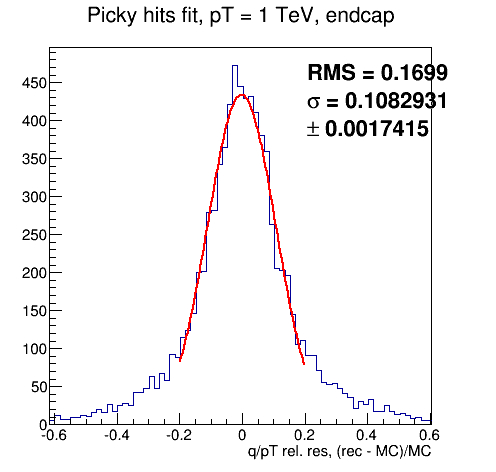 Picky hits fit, pT = 1 TeV, endcap
RMS = 0.1699
σ = 0.1082931
± 0.0017415
450
400
350
300
250
200
150
100
50
0
-0.6 -0.4 -0.2 0 0.2 0.4 0.6
q/pT rel. res, (rec - MC)/MC